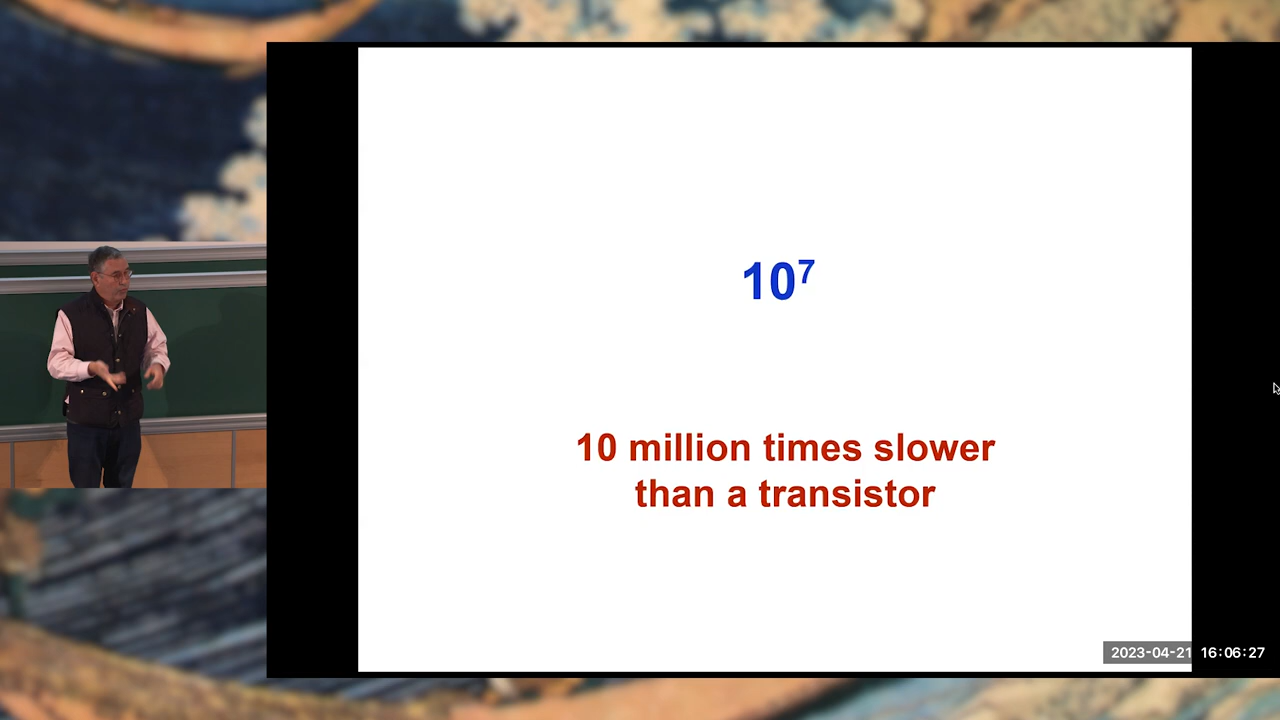 10⁷
10 million times slower
than a transistor
2023-04-21 16:06:27